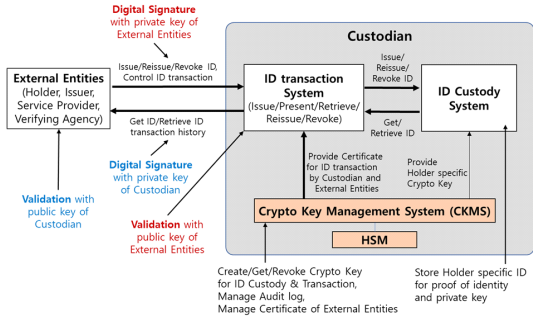 Digital Signature
with private key of
External Entities
Custodian
Issue/Reissue/Revoke ID,
Control ID transaction
Issue/
Reissue/
Revoke ID
External Entities
(Holder, Issuer,
Service Provider,
Verifying Agency)
ID transaction
System
(Issue/Present/Retrieve/
Reissue/Revoke)
ID Custody
System
Get ID/Retrieve ID
transaction history
Get/
Retrieve ID
Digital Signature
with private key
of Custodian
Provide Certificate
for ID transaction
by Custodian and
External Entities
Provide
Holder specific
Crypto Key
Validation with
public key of
Custodian
Validation with
public key of
External Entities
Crypto Key Management System (CKMS)
HSM
Create/Get/Revoke Crypto Key
for ID Custody & Transaction,
Manage Audit log,
Manage Certificate of External Entities
Store Holder specific ID
for proof of identity
and private key